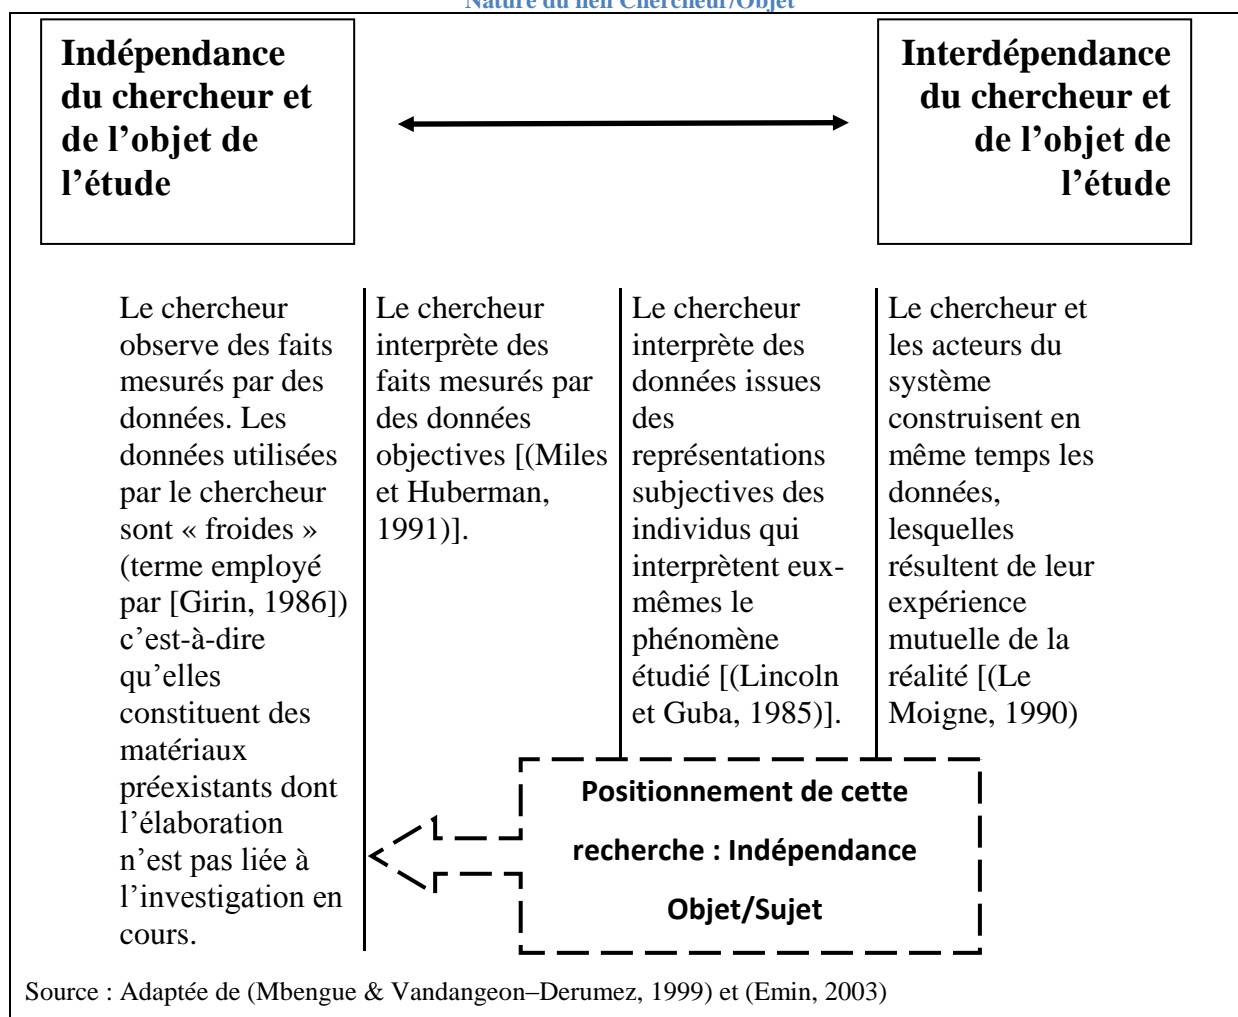 Nature du lien Chercheur/Objet
Indépendance
du chercheur et
de l’objet de
l’étude
Interdépendance
du chercheur et
de l’objet de
l’étude
Le chercheur
observe des faits
mesurés par des
données. Les
données utilisées
par le chercheur
sont « froides »
(terme employé
par [Girin, 1986])
c’est-à-dire
qu’elles
constituent des
matériaux
préexistants dont
l’élaboration
n’est pas liée à
l’investigation en
cours.
Le chercheur
interprète des
faits mesurés par
des données
objectives [(Miles
et Huberman,
1991)].
Le chercheur
interprète des
données issues
des
représentations
subjectives des
individus qui
interprètent eux-
mêmes le
phénomène
étudié [(Lincoln
et Guba, 1985)].
Le chercheur et
les acteurs du
système
construisent en
même temps les
données,
lesquelles
résultent de leur
expérience
mutuelle de la
réalité [(Le
Moigne, 1990)
Positionnement de cette
recherche : Indépendance
Objet/Sujet
Source : Adaptée de (Mbengue & Vandangeon–Derumez, 1999) et (Emin, 2003)